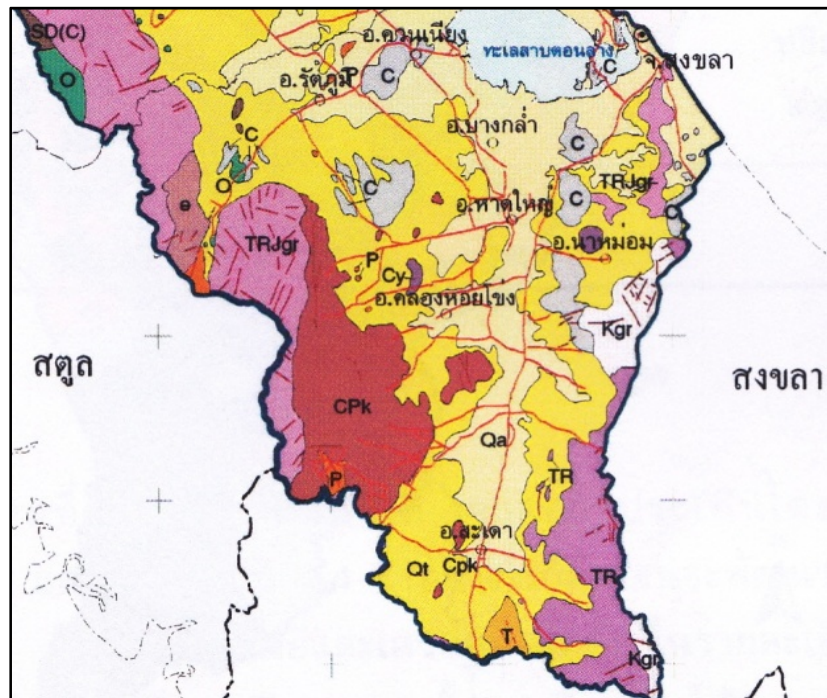 SD(C)
อ.ควนเนียง
ทะเลสาบตอนล่าง
จ.สงขลา
O
อ.รัตภูมิ
P
C
C
C
อ.บางกล่ำ
C
O
C
C
TRJgr
e
อ.หาดใหญ่
C
TRJgr
อ.นาหม่อม
P
Cy
อ.คลองหอยโข่ง
Kgr
สตูล
สงขลา
CPk
Qa
P
TR
อ.สะเดา
Qt
Cpk
TR
T
Kgr